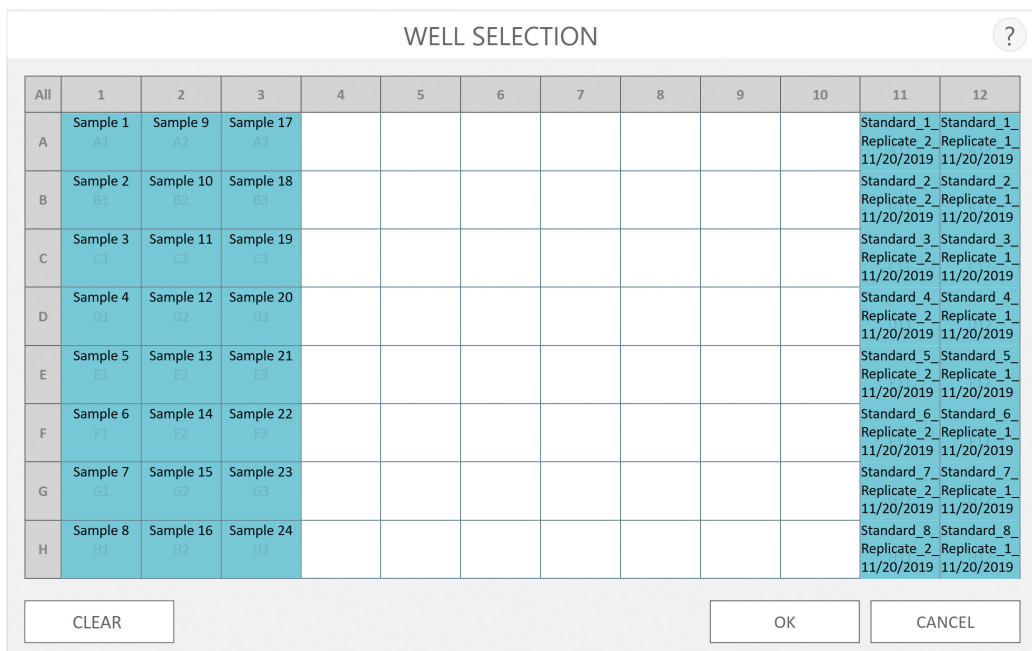 WELL SELECTION
?
All 1 2 3 4 5 6 7 8 9 10 11 12
A
Sample 1 Sample 9 Sample 17 Standard_1_ Standard_1_
A1 A2 A3 Replicate_2_ Replicate_1_
11/20/2019 11/20/2019
B
Sample 2 Sample 10 Sample 18 Standard_2_ Standard_2_
B1 B2 B3 Replicate_2_ Replicate_1_
11/20/2019 11/20/2019
C
Sample 3 Sample 11 Sample 19 Standard_3_ Standard_3_
C1 C2 C3 Replicate_2_ Replicate_1_
11/20/2019 11/20/2019
D
Sample 4 Sample 12 Sample 20 Standard_4_ Standard_4_
D1 D2 D3 Replicate_2_ Replicate_1_
11/20/2019 11/20/2019
E
Sample 5 Sample 13 Sample 21 Standard_5_ Standard_5_
E1 E2 E3 Replicate_2_ Replicate_1_
11/20/2019 11/20/2019
F
Sample 6 Sample 14 Sample 22 Standard_6_ Standard_6_
F1 F2 F3 Replicate_2_ Replicate_1_
11/20/2019 11/20/2019
G
Sample 7 Sample 15 Sample 23 Standard_7_ Standard_7_
G1 G2 G3 Replicate_2_ Replicate_1_
11/20/2019 11/20/2019
H
Sample 8 Sample 16 Sample 24 Standard_8_ Standard_8_
H1 H2 H3 Replicate_2_ Replicate_1_
11/20/2019 11/20/2019
CLEAR OK CANCEL